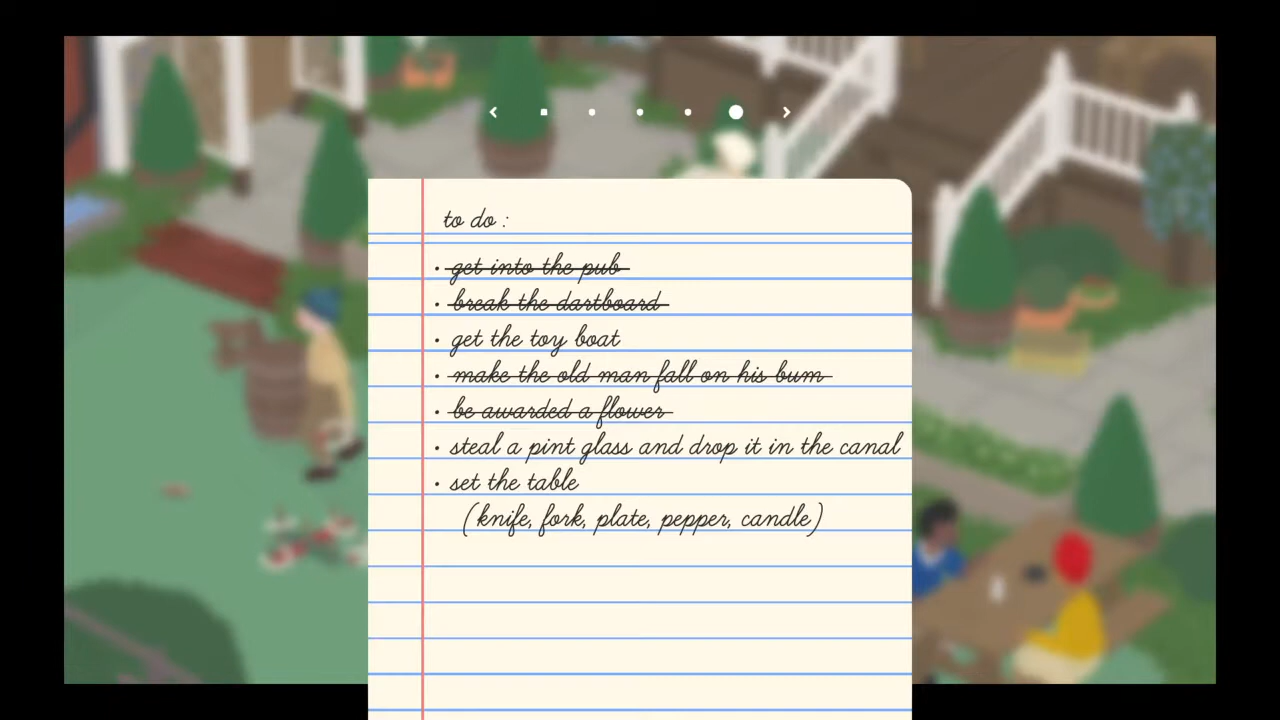 to do :
• get into the pub
• break the dartboard
• get the toy boat
• make the old man fall on his bum
• be awarded a flower
• steal a pint glass and drop it in the canal
• set the table
(knife, fork, plate, pepper, candle)